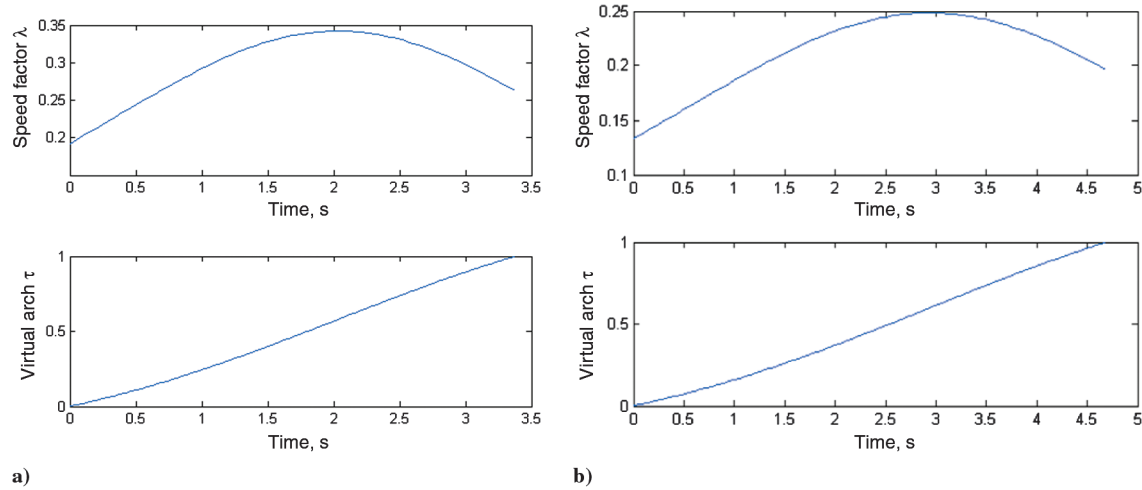 0.35
0.3
0.25
0.2
Speed factor λ
0 0.5 1 1.5 2 2.5 3 3.5
Time, s
1
0.5
0
Virtual arch τ
0 0.5 1 1.5 2 2.5 3 3.5
Time, s
a)
0.25
0.2
0.15
0.1
Speed factor λ
0 0.5 1 1.5 2 2.5 3 3.5 4 4.5 5
Time, s
1
0.5
0
Virtual arch τ
0 0.5 1 1.5 2 2.5 3 3.5 4 4.5 5
Time, s
b)